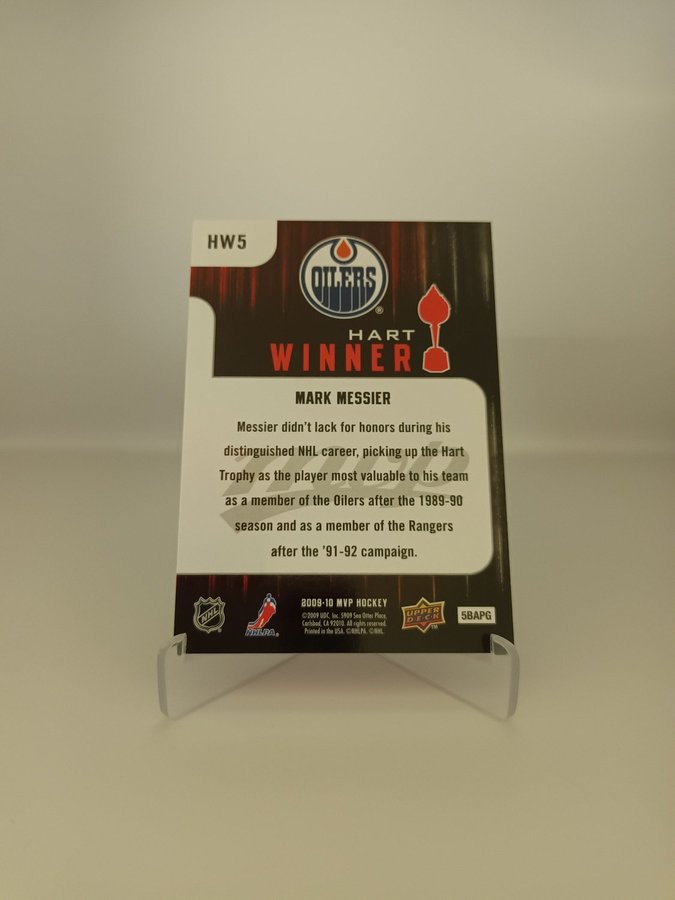 HW5
OILERS
®
HART
WINNER
MARK MESSIER
Messier didn't lack for honors during his
distinguished NHL career, picking up the Hart
Trophy as the player most valuable to his team
as a member of the Oilers after the 1989-90
season and as a member of the Rangers
after the '91-92 campaign.
mvp
NHL
NHLPA
2009-10 MVP HOCKEY
©2009 UDC, Inc. 5909 Sea Otter Place,
Carlsbad, CA 92010. All rights reserved.
Printed in the USA. ©NHLPA. ©NHL.
UPPER
DECK
TM
5BAPG